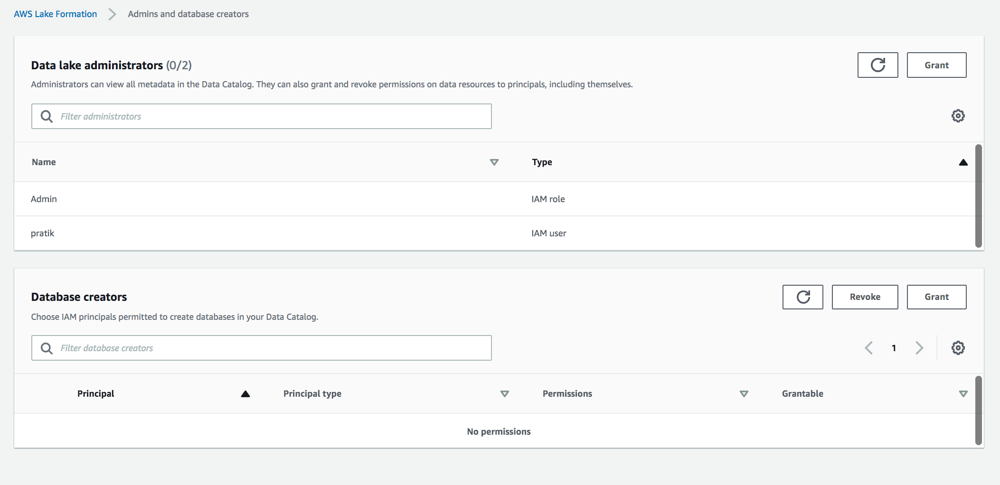 AWS Lake Formation > Admins and database creators
Data lake administrators (0/2)
Grant
Administrators can view all metadata in the Data Catalog. They can also grant and revoke permissions on data resources to principals, including themselves.
Filter administrators
Name Type
Admin IAM role
pratik IAM user
Database creators
Revoke Grant
Choose IAM principals permitted to create databases in your Data Catalog.
Filter database creators
1
Principal Principal type Permissions Grantable
No permissions